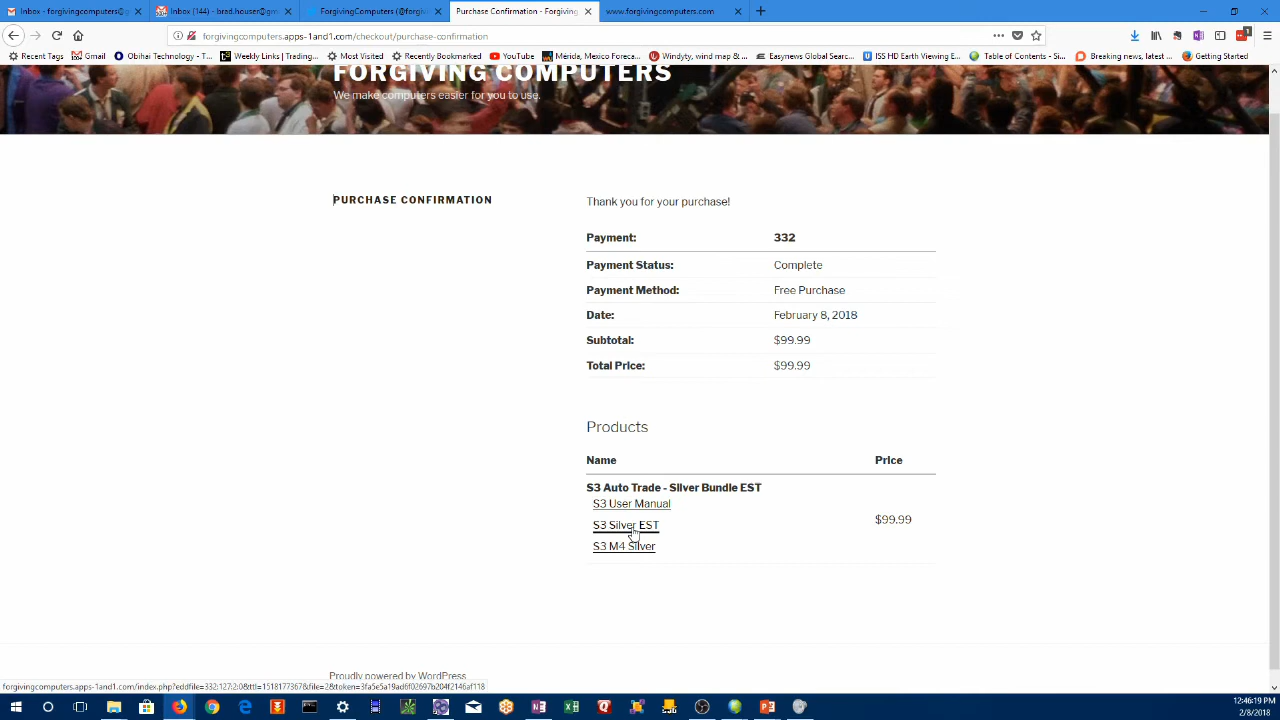 Inbox - forgivingcomputers@g
Inbox (144) - brad.houser@gm
ForgivingComputers (@forgivi
Purchase Confirmation - Forgiving
www.forgivingcomputers.com
forgivingcomputers.apps-1and1.com/checkout/purchase-confirmation
Recent Tags
Gmail
Obihai Technology - T...
Weekly Links | Trading...
Most Visited
Recently Bookmarked
YouTube
Mérida, Mexico Foreca...
Windyty, wind map & ...
Easynews Global Searc...
ISS HD Earth Viewing E...
Table of Contents - Si...
Breaking news, latest ...
Getting Started
FORGIVING COMPUTERS
We make computers easier for you to use.
PURCHASE CONFIRMATION
Thank you for your purchase!
Payment: 332
Payment Status: Complete
Payment Method: Free Purchase
Date: February 8, 2018
Subtotal: $99.99
Total Price: $99.99
Products
Name Price
S3 Auto Trade - Silver Bundle EST
S3 User Manual
$99.99
S3 Silver EST
S3 M4 Silver
Proudly powered by WordPress
12:46:19 PM
2/8/2018